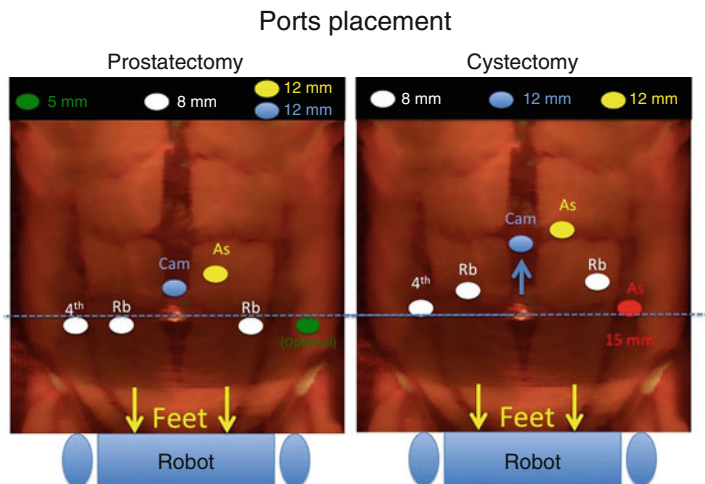 Ports placement
Prostatectomy
5 mm
8 mm
12 mm
12 mm
Cam
As
4th
Rb
Rb
(Optional)
Feet
Robot
Cystectomy
8 mm
12 mm
12 mm
Cam
As
4th
Rb
Rb
As
15 mm
Feet
Robot